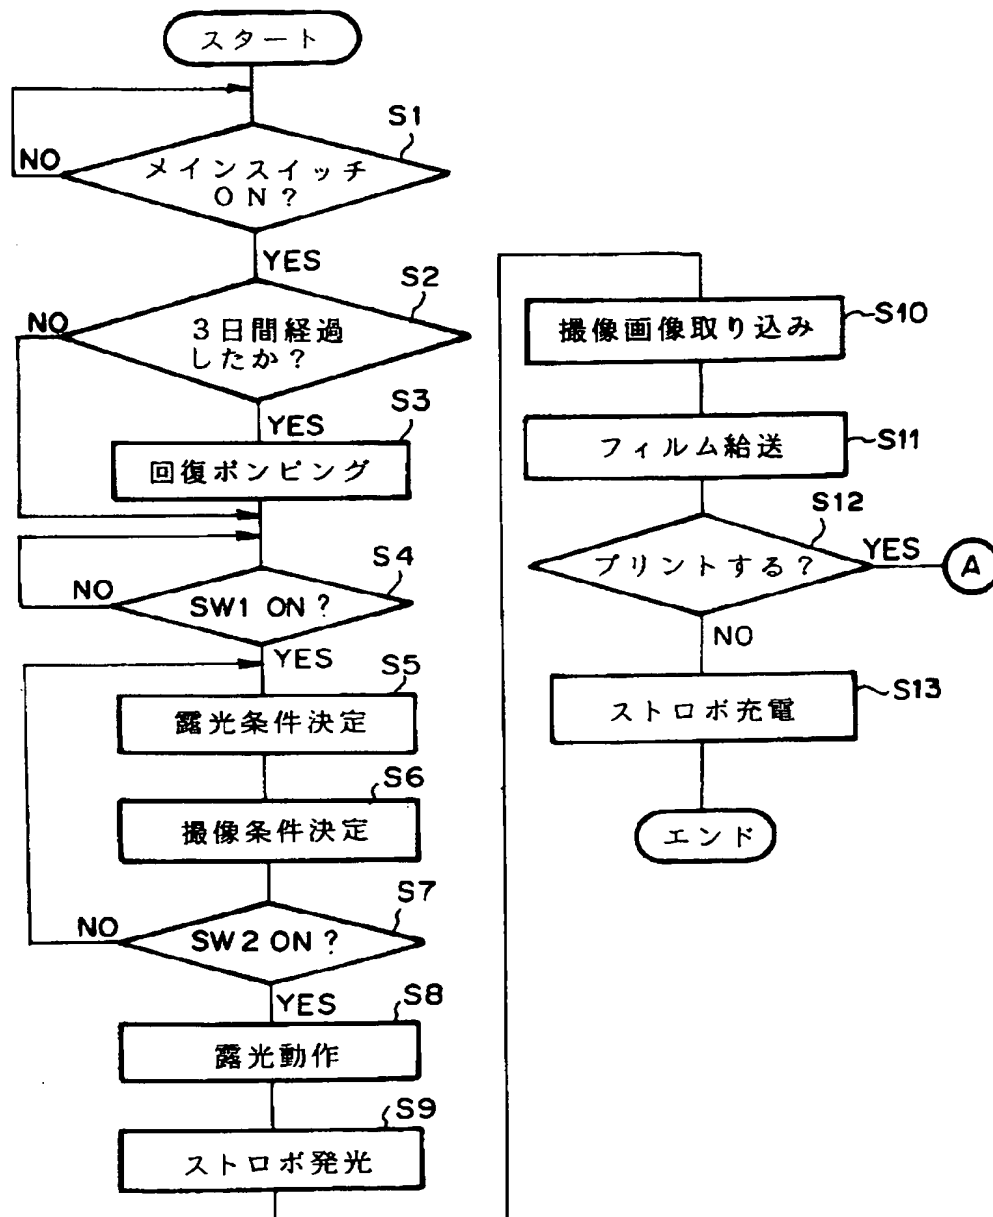 スタート
S1
NO
メインスイッチ
ON?
YES
S2
NO
3日間経過
したか?
YES
S3
回復ポンピング
S4
NO
SW1 ON?
YES
S5
露光条件決定
S6
撮像条件決定
S7
NO
SW2 ON?
YES
S8
露光動作
S9
ストロボ発光
撮像画像取り込み
S10
フィルム給送
S11
S12
プリントする?
YES
A
NO
ストロボ充電
S13
エンド